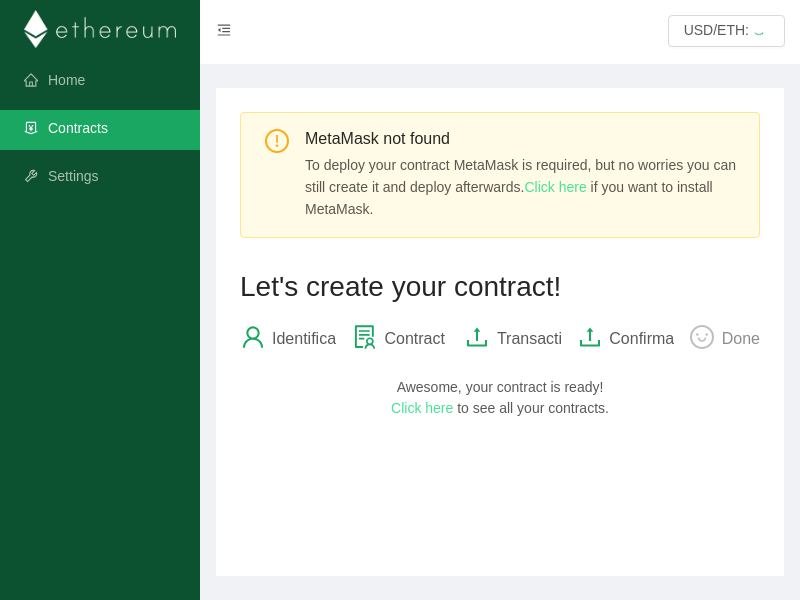 ethereum
USD/ETH:
Home
Contracts
Settings
MetaMask not found
To deploy your contract MetaMask is required, but no worries you can
still create it and deploy afterwards.Click here if you want to install
MetaMask.
Let's create your contract!
Identifica Contract Transacti Confirma Done
Awesome, your contract is ready!
Click here to see all your contracts.